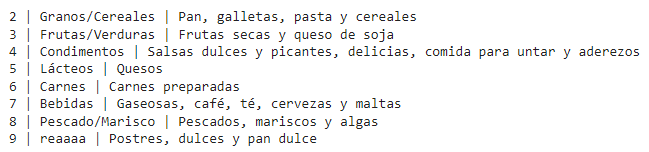 2 | Granos/Cereales | Pan, galletas, pasta y cereales
3 | Frutas/Verduras | Frutas secas y queso de soja
4 | Condimentos | Salsas dulces y picantes, delicias, comida para untar y aderezos
5 | Lácteos | Quesos
6 | Carnes | Carnes preparadas
7 | Bebidas | Gaseosas, café, té, cervezas y maltas
8 | Pescado/Marisco | Pescados, mariscos y algas
9 | reaaaa | Postres, dulces y pan dulce